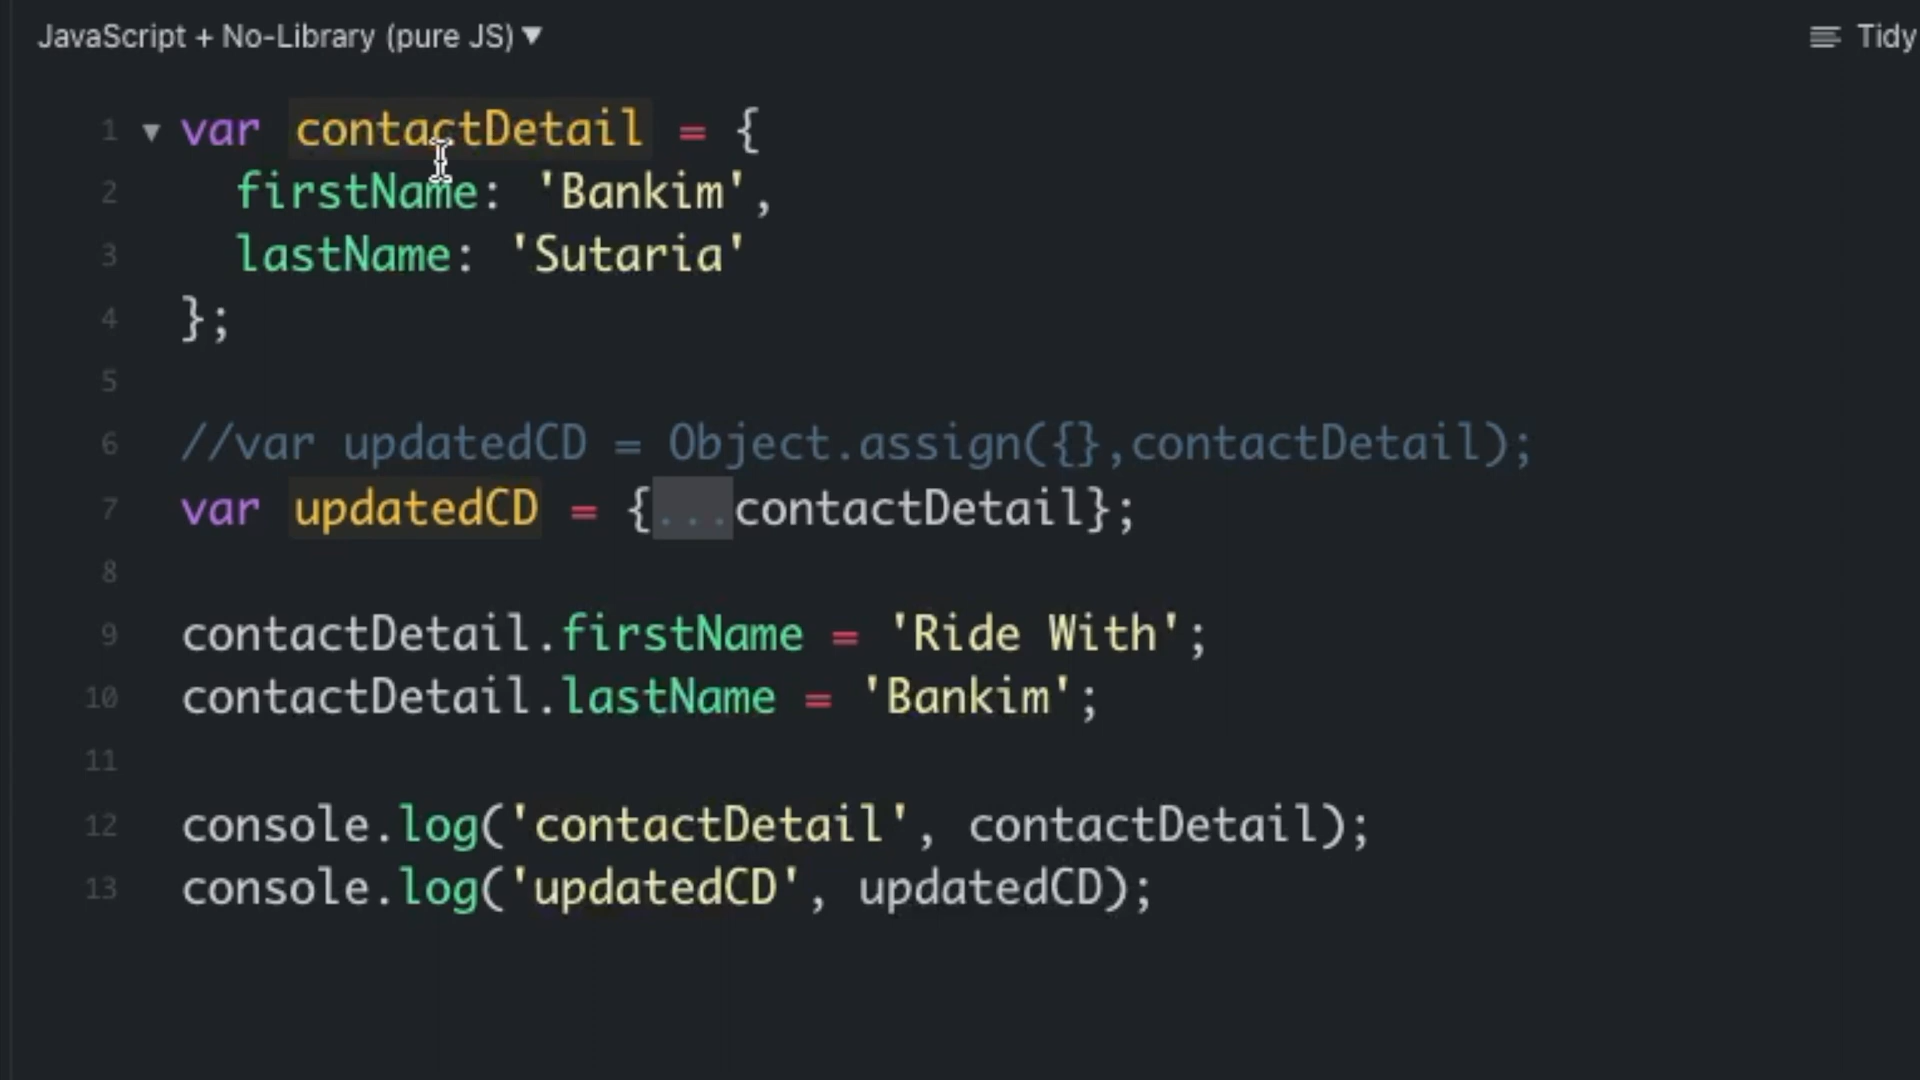 JavaScript + No-Library (pure JS) ▼
Tidy
1 ▼ var contactDetail = {
2 firstName: 'Bankim',
3 lastName: 'Sutaria'
4 };
5
6 //var updatedCD = Object.assign({},contactDetail);
7 var updatedCD = {...contactDetail};
8
9 contactDetail.firstName = 'Ride With';
10 contactDetail.lastName = 'Bankim';
11
12 console.log('contactDetail', contactDetail);
13 console.log('updatedCD', updatedCD);